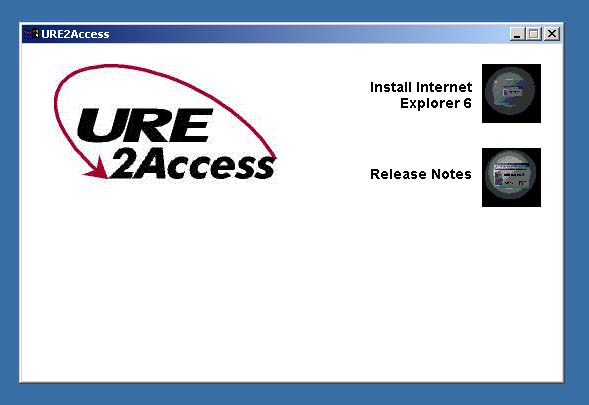 URE2Access
URE
2Access
Install Internet
Explorer 6
Release Notes